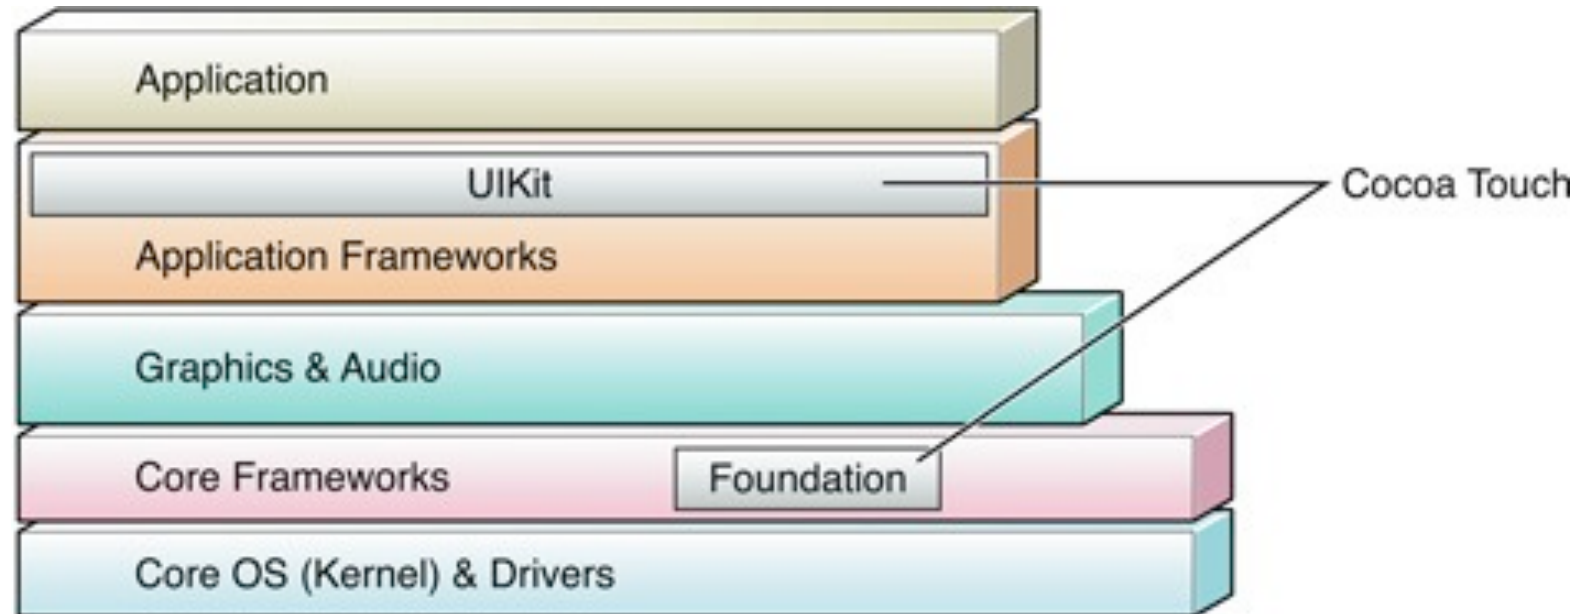 Application
UIKit
Cocoa Touch
Application Frameworks
Graphics & Audio
Core Frameworks
Foundation
Core OS (Kernel) & Drivers